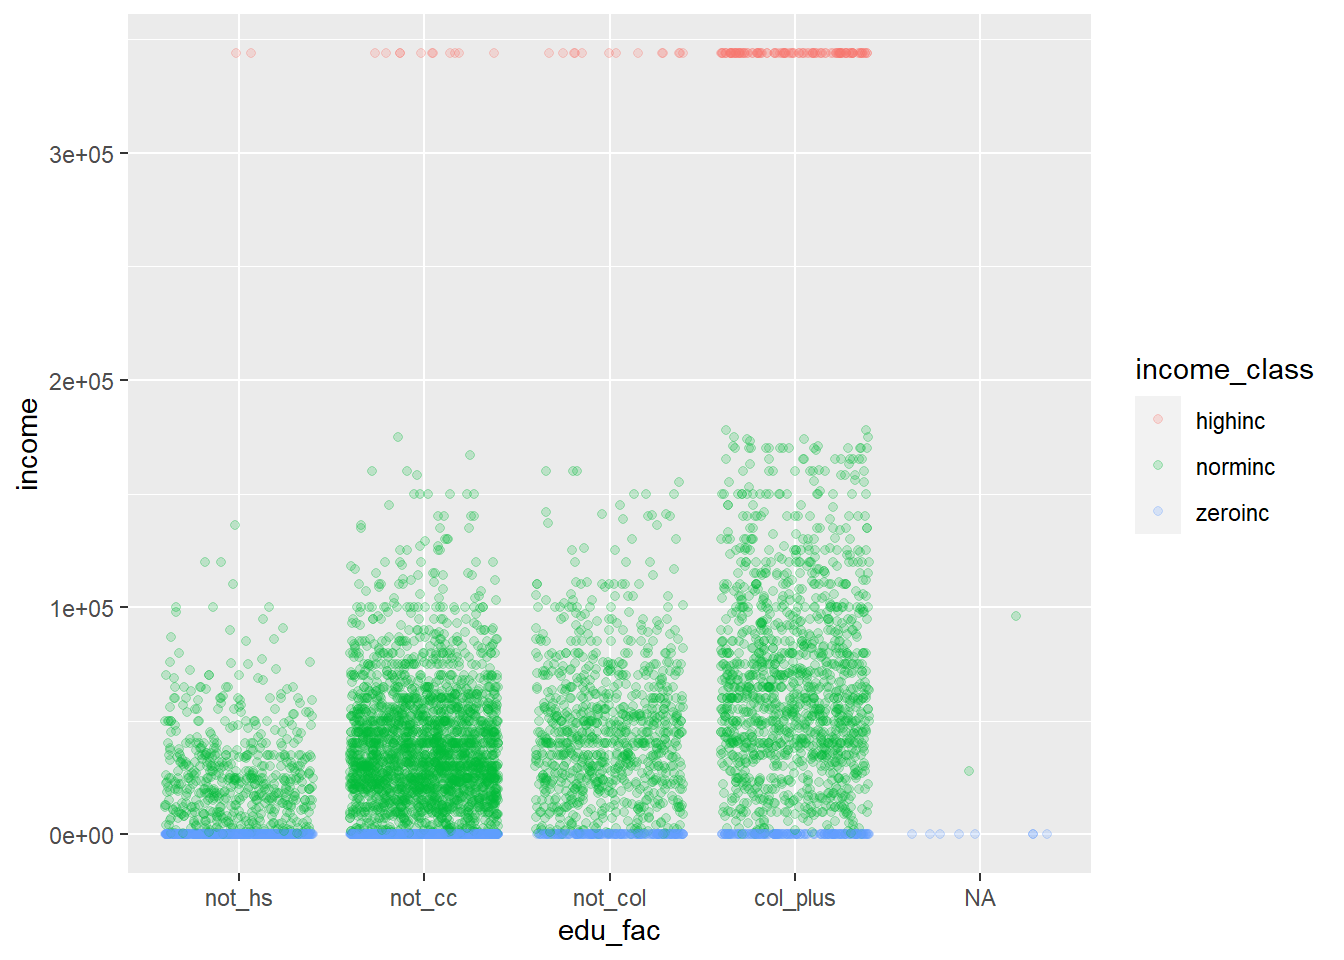 3e+05
2e+05
1e+05
0e+00
income
not_hs
not_cc
not_col
col_plus
NA
edu_fac
income_class
highinc
norminc
zeroinc